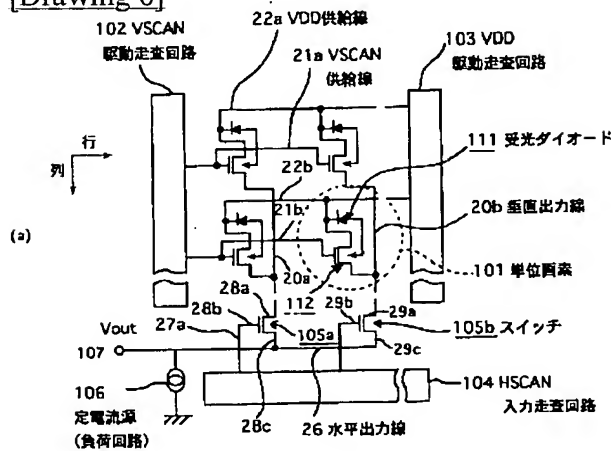 [Drawing 6]
102 VSCAN
駆動走査回路
22a VDD供給線
21a VSCAN
供給線
103 VDD
駆動走査回路
行
列
111 受光ダイオード
22b
21b
20b 垂直出力線
(a)
101 単位画素
20a
28a
112
29b
29a
28b
27a
105a
105b スイッチ
Vout
107
29c
106
定電流源
(負荷回路)
28c
26 水平出力線
104 HSCAN
入力走査回路